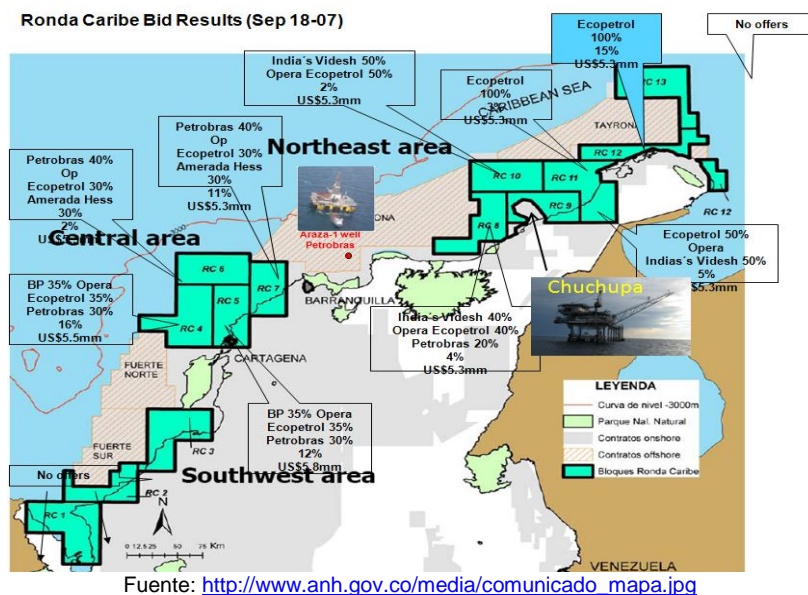 Ronda Caribe Bid Results (Sep 18-07)
No offers
Ecopetrol
100%
15%
US$5.3mm
India´s Videsh 50%
Opera Ecopetrol 50%
2%
US$5.3mm
Ecopetrol
100%
3%
US$5.3mm
CARIBBEAN SEA
RC 13
TAYRONA
Petrobras 40%
Op
Ecopetrol 30%
Amerada Hess
30%
11%
US$5.3mm
Northeast area
RC 12
RC 10
RC 11
RC 9
RC 8
RC 12
Petrobras 40%
Op
Ecopetrol 30%
Amerada Hess
30%
2%
Central area
3000
Araza-1 well
Petrobras
Ecopetrol 50%
Opera
Indias's Videsh 50%
5%
US$5.3mm
RC 6
RC 7
RC 5
RC 4
BP 35% Opera
Ecopetrol 35%
Petrobras 30%
16%
US$5.5mm
BARRANQUILLA
Chuchupa
India's Videsh 40%
Opera Ecopetrol 40%
Petrobras 20%
4%
US$5.3mm
CARTAGENA
FUERTE
NORTE
LEYENDA
Curva de nivel -3000m
Parque Nal. Natural
Contratos onshore
Contratos offshore
Bloques Ronda Caribe
BP 35% Opera
Ecopetrol 35%
Petrobras 30%
12%
US$5.8mm
FUERTE
SUR
RC 3
Southwest area
No offers
RC 2
RC 1
N
0 12,5 25 50 75 Km
VENEZUELA
Fuente: http://www.anh.gov.co/media/comunicado_mapa.jpg